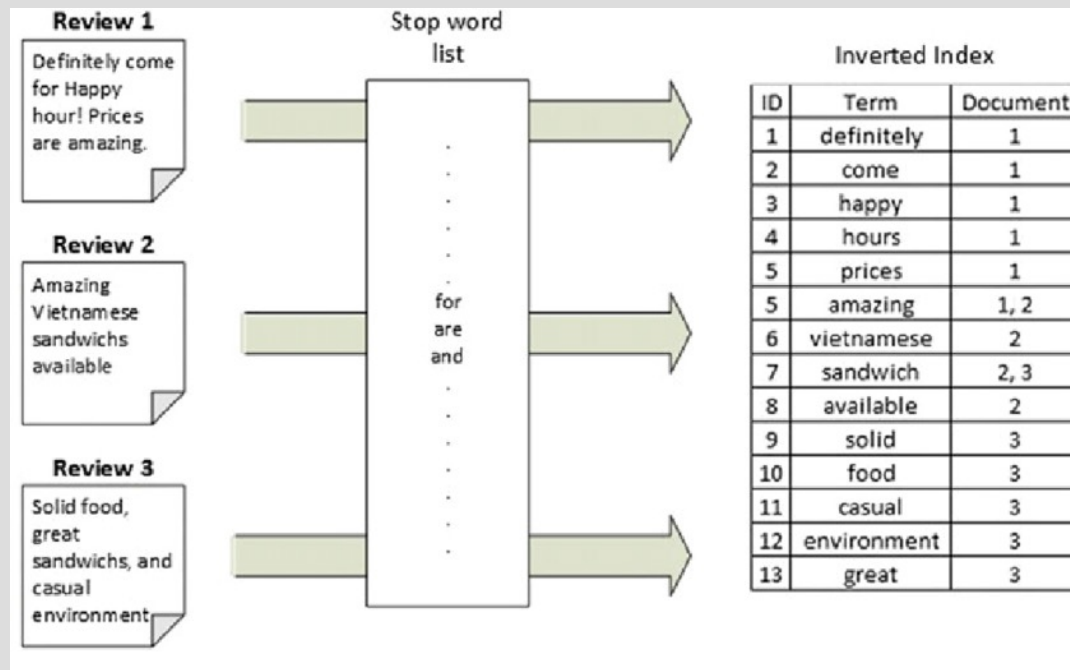 Review 1
Definitely come
for Happy
hour! Prices
are amazing.
Review 2
Amazing
Vietnamese
sandwichs
available
Review 3
Solid food,
great
sandwichs, and
casual
environment
Stop word
list
for
are
and
Inverted Index
ID Term Document
1 definitely 1
2 come 1
3 happy 1
4 hours 1
5 prices 1
5 amazing 1, 2
6 vietnamese 2
7 sandwich 2, 3
8 available 2
9 solid 3
10 food 3
11 casual 3
12 environment 3
13 great 3